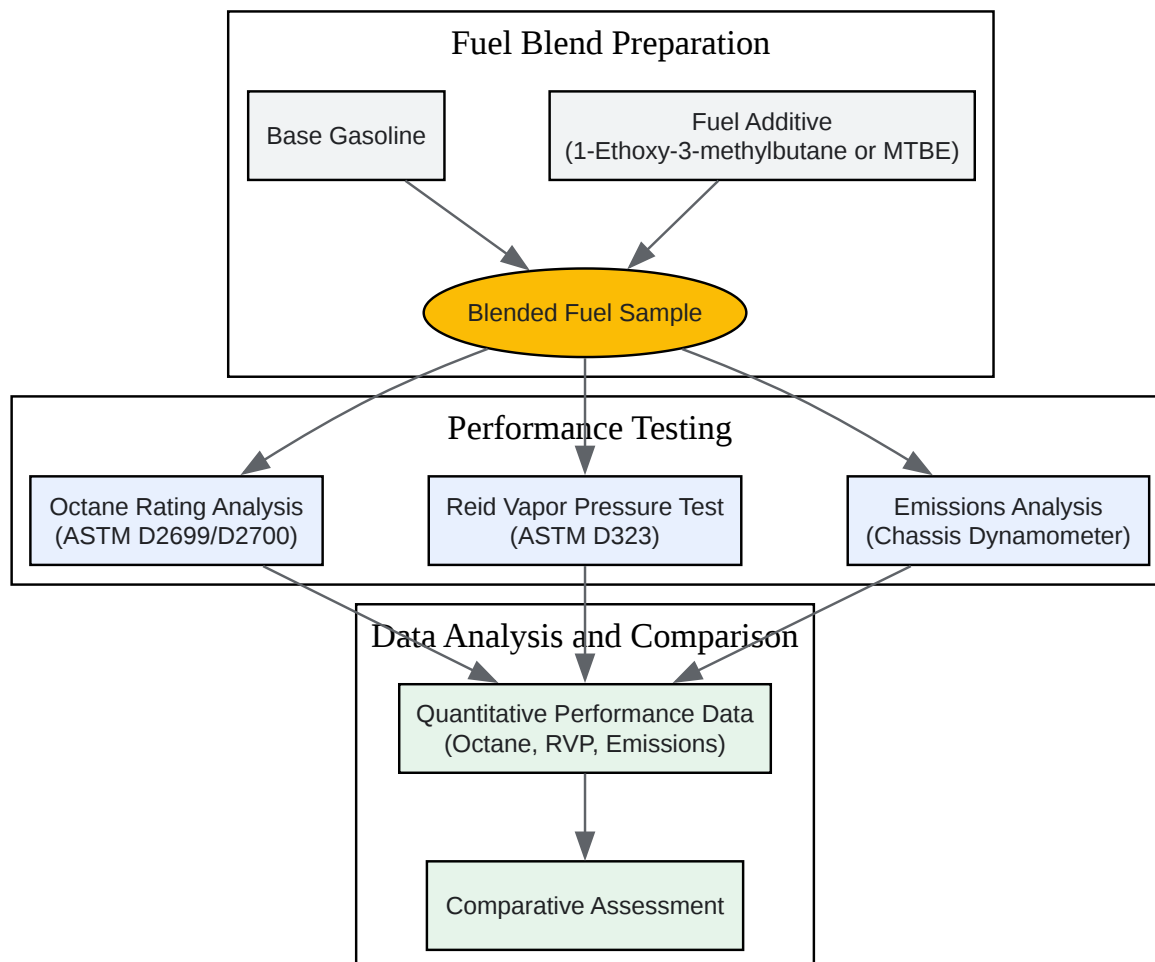 Fuel Blend Preparation
Base Gasoline
Fuel Additive
(1-Ethoxy-3-methylbutane or MTBE)
Blended Fuel Sample
Performance Testing
Octane Rating Analysis
(ASTM D2699/D2700)
Reid Vapor Pressure Test
(ASTM D323)
Emissions Analysis
(Chassis Dynamometer)
Data Analysis and Comparison
Quantitative Performance Data
(Octane, RVP, Emissions)
Comparative Assessment